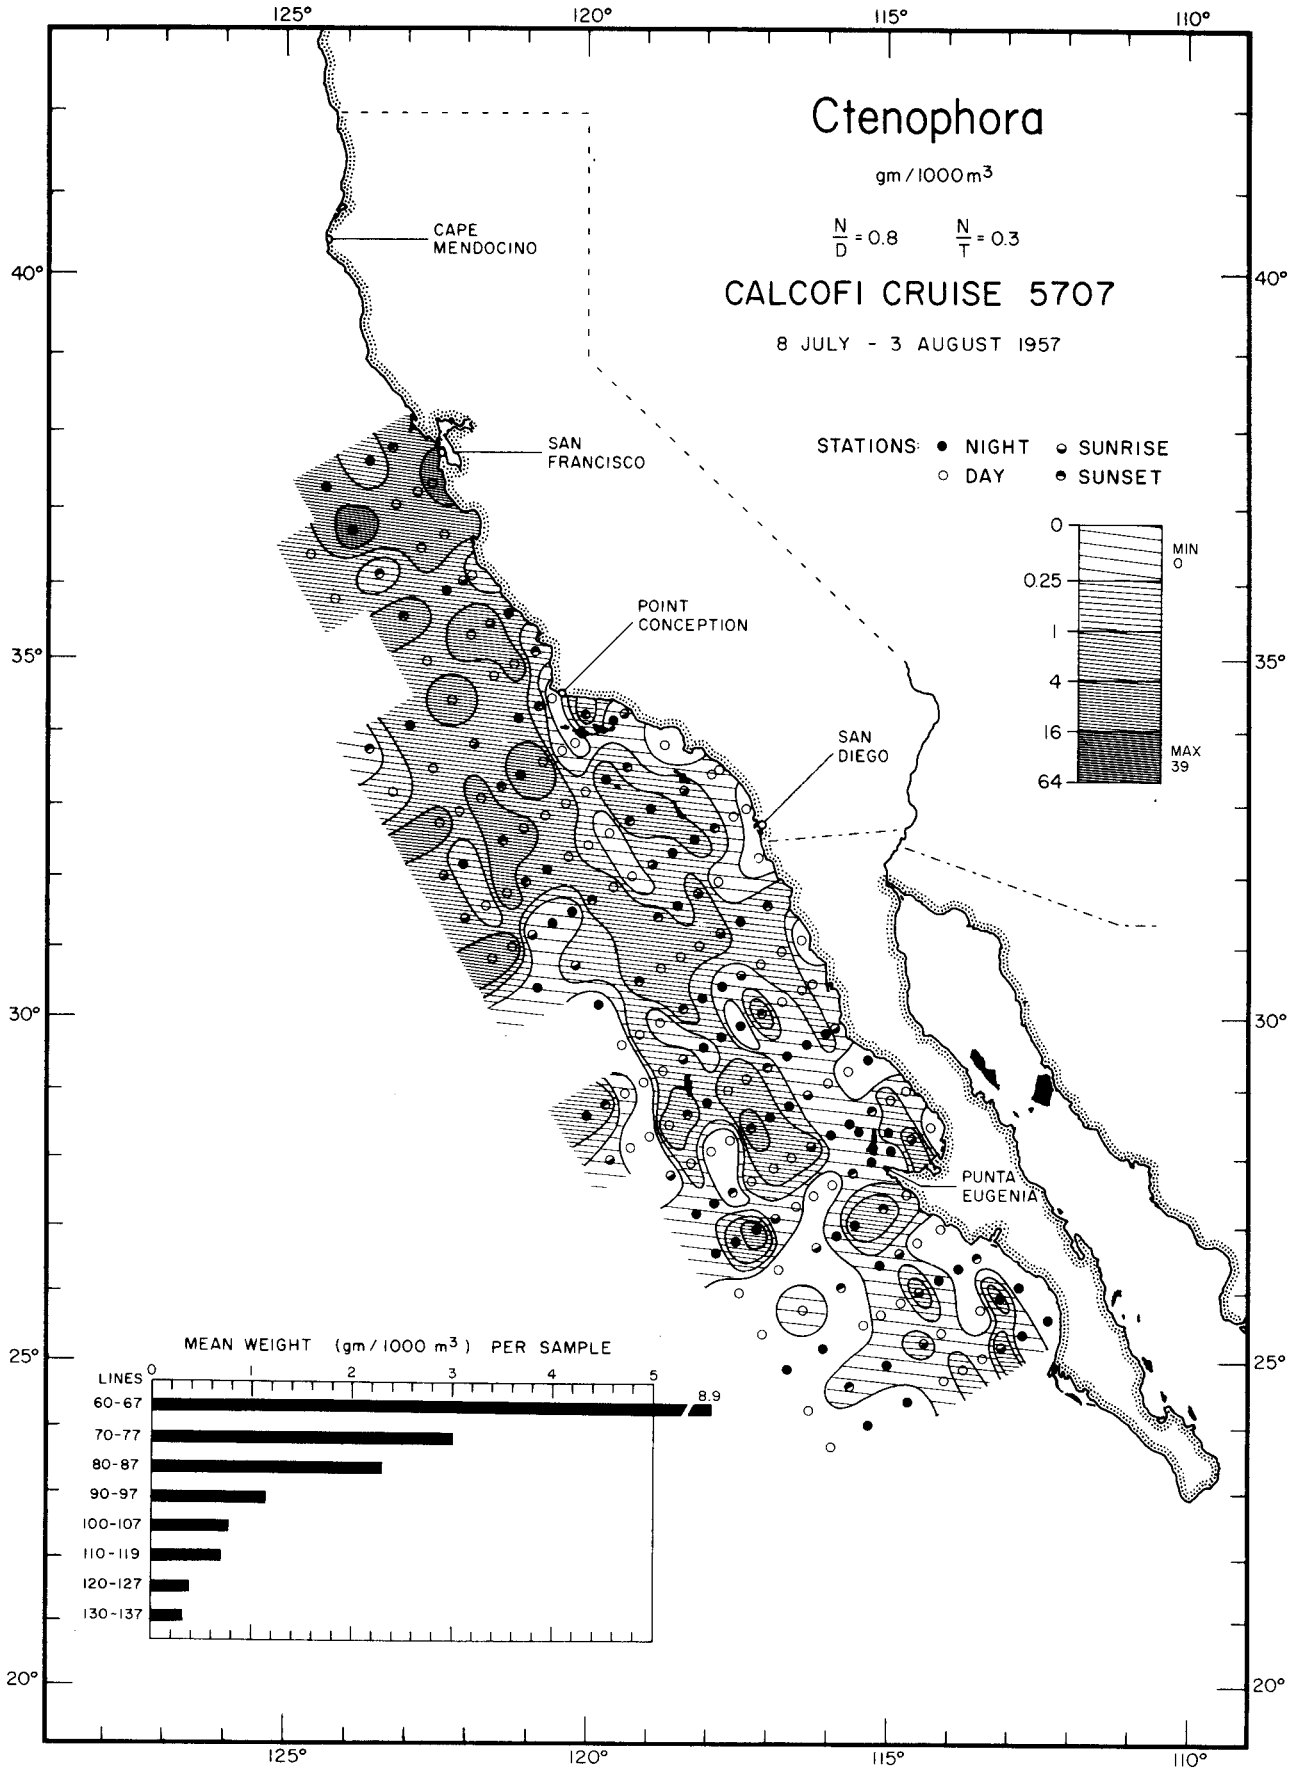 125° 120° 115° 110°
Ctenophora
gm/1000m³
N/D = 0.8 N/T = 0.3
CALCOFI CRUISE 5707
8 JULY - 3 AUGUST 1957
CAPE
MENDOCINO
40° 40°
STATIONS: ● NIGHT ◒ SUNRISE
○ DAY ◓ SUNSET
SAN
FRANCISCO
0
MIN
0
0.25
1
4
16
MAX
39
64
POINT
CONCEPTION
35° 35°
SAN
DIEGO
30° 30°
PUNTA
EUGENIA
25° 25°
MEAN WEIGHT (gm/1000 m³) PER SAMPLE
LINES 0 1 2 3 4 5
60-67 8.9
70-77
80-87
90-97
100-107
110-119
120-127
130-137
20° 20°
125° 120° 115° 110°